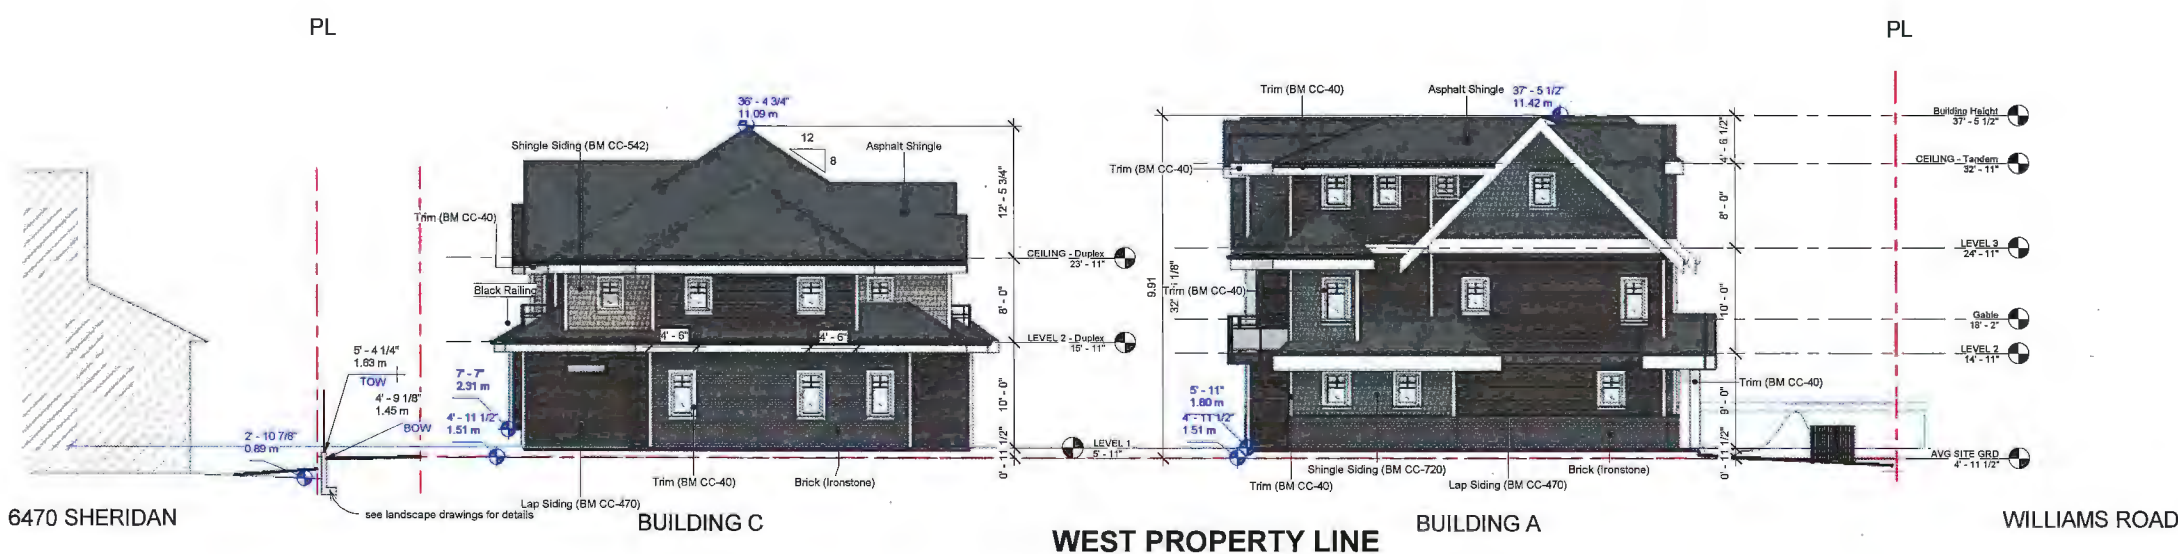 PL
PL
36' - 4 3/4"
11.09 m
12
8
Shingle Siding (BM CC-542)
Asphalt Shingle
Trim (BM CC-40)
12' - 5 3/4"
CEILING - Duplex
23' - 11"
Black Railing
8' - 0"
4' - 6"
4' - 6"
LEVEL 2 - Duplex
15' - 11"
5' - 4 1/4"
1.63 m
TOW
4' - 9 1/8"
1.45 m
BOW
7' - 7"
2.31 m
4' - 11 1/2"
1.51 m
10' - 0"
2' - 10 7/8"
0.89 m
LEVEL 1
5' - 11"
0' - 11 1/2"
Trim (BM CC-40)
Brick (Ironstone)
Lap Siding (BM CC-470)
see landscape drawings for details
6470 SHERIDAN
BUILDING C
Trim (BM CC-40)
Asphalt Shingle
37' - 5 1/2"
11.42 m
Building Height
37' - 5 1/2"
4' - 6 1/2"
Trim (BM CC-40)
CEILING - Tandem
32' - 11"
8' - 0"
LEVEL 3
24' - 11"
9.91
Trim (BM CC-40)
10' - 0"
Gable
18' - 2"
LEVEL 2
14' - 11"
Trim (BM CC-40)
5' - 11"
1.80 m
4' - 11 1/2"
1.51 m
9' - 0"
0' - 11 1/2"
AVG SITE GRD
4' - 11 1/2"
Shingle Siding (BM CC-720)
Brick (Ironstone)
Trim (BM CC-40)
Lap Siding (BM CC-470)
BUILDING A
WILLIAMS ROAD
WEST PROPERTY LINE